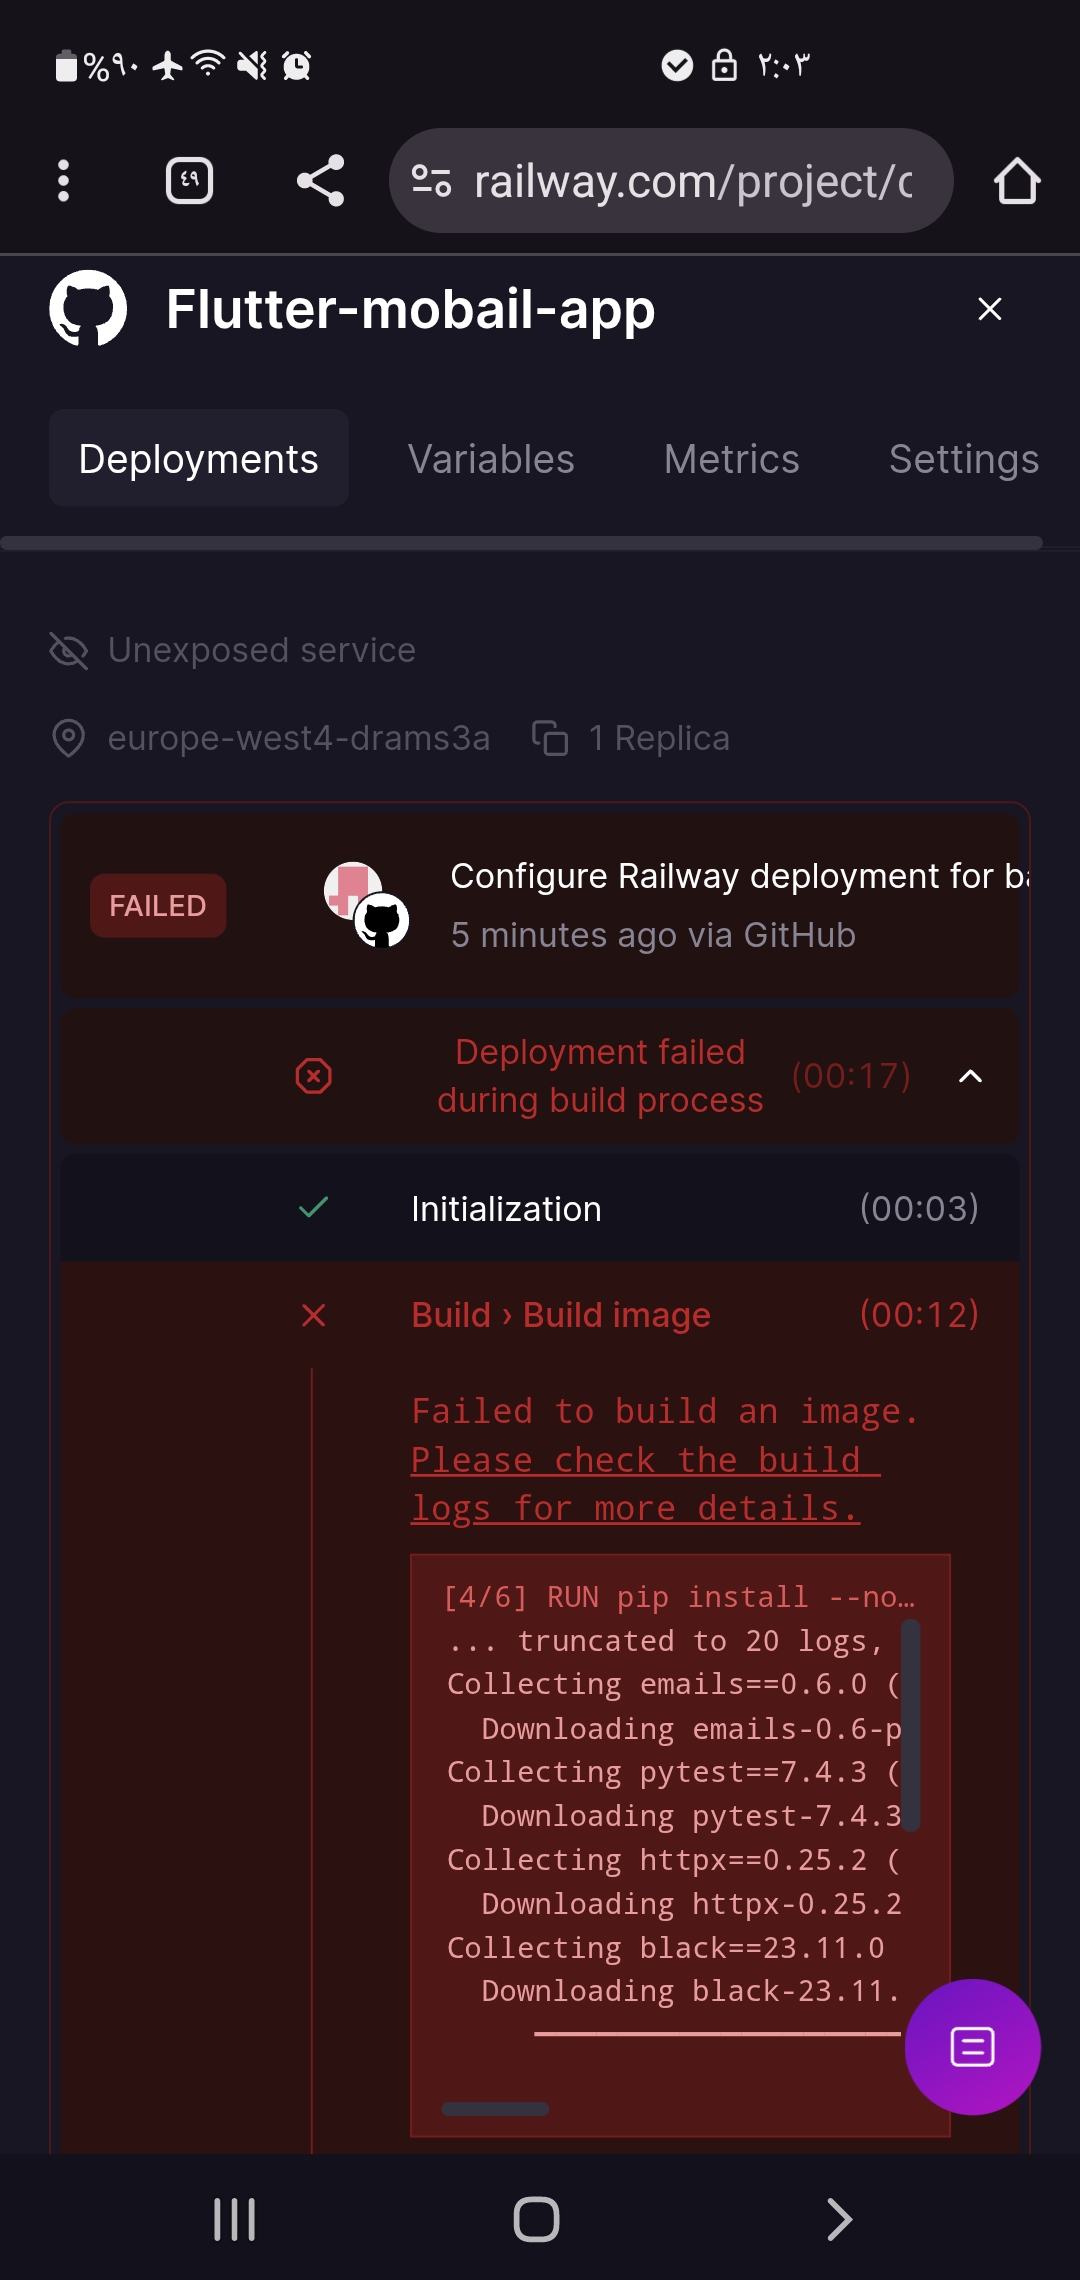 %٩٠
٢:٠٣
٤٩
railway.com/project/c
Flutter-mobail-app
Deployments Variables Metrics Settings
Unexposed service
europe-west4-drams3a 1 Replica
FAILED
Configure Railway deployment for ba
5 minutes ago via GitHub
Deployment failed
during build process
(00:17)
Initialization (00:03)
Build › Build image (00:12)
Failed to build an image.
Please check the build
logs for more details.
[4/6] RUN pip install --no…
... truncated to 20 logs,
Collecting emails==0.6.0 (
Downloading emails-0.6-p
Collecting pytest==7.4.3 (
Downloading pytest-7.4.3
Collecting httpx==0.25.2 (
Downloading httpx-0.25.2
Collecting black==23.11.0
Downloading black-23.11.